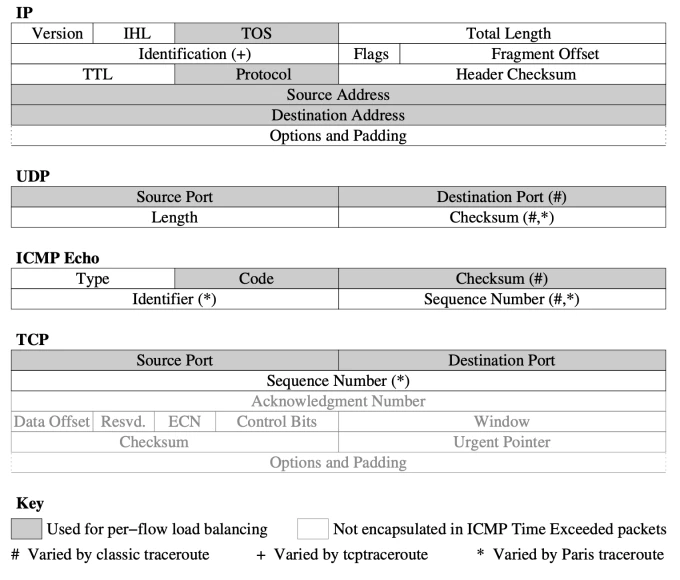 IP
Version IHL TOS Total Length
Identification (+) Flags Fragment Offset
TTL Protocol Header Checksum
Source Address
Destination Address
Options and Padding
UDP
Source Port Destination Port (#)
Length Checksum (#,*)
ICMP Echo
Type Code Checksum (#)
Identifier (*) Sequence Number (#,*)
TCP
Source Port Destination Port
Sequence Number (*)
Acknowledgment Number
Data Offset Resvd. ECN Control Bits Window
Checksum Urgent Pointer
Options and Padding
Key
Used for per−flow load balancing Not encapsulated in ICMP Time Exceeded packets
# Varied by classic traceroute + Varied by tcptraceroute * Varied by Paris traceroute